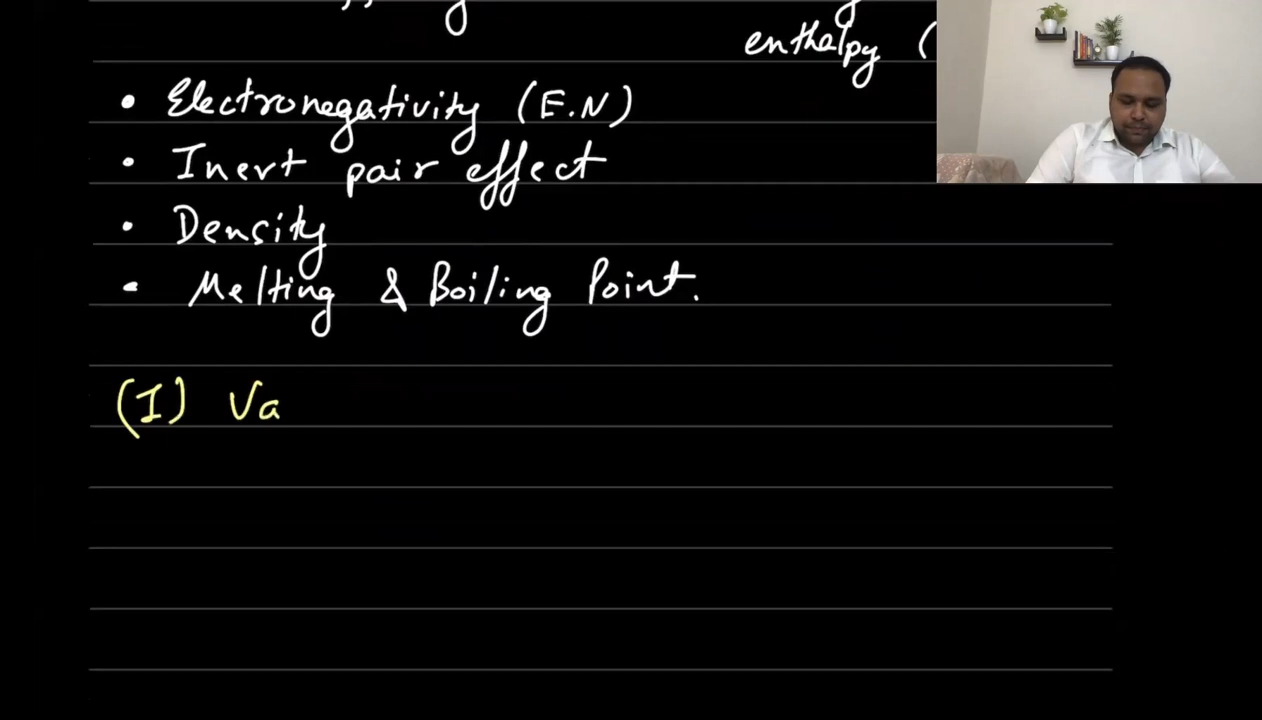 enthalpy (
• Electronegativity (E.N)
• Inert pair effect
• Density
• Melting & Boiling Point.
(I) Va